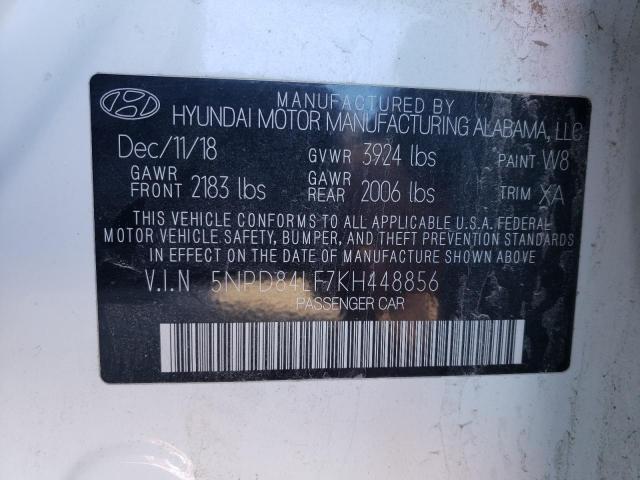 MANUFACTURED BY
HYUNDAI MOTOR MANUFACTURING ALABAMA, LLC
Dec/11/18 GVWR 3924 lbs PAINT W8
GAWR FRONT 2183 lbs GAWR REAR 2006 lbs TRIM XA
THIS VEHICLE CONFORMS TO ALL APPLICABLE U.S.A. FEDERAL
MOTOR VEHICLE SAFETY, BUMPER, AND THEFT PREVENTION STANDARDS
IN EFFECT ON THE DATE OF MANUFACTURE SHOWN ABOVE
V.I.N 5NPD84LF7KH448856
PASSENGER CAR